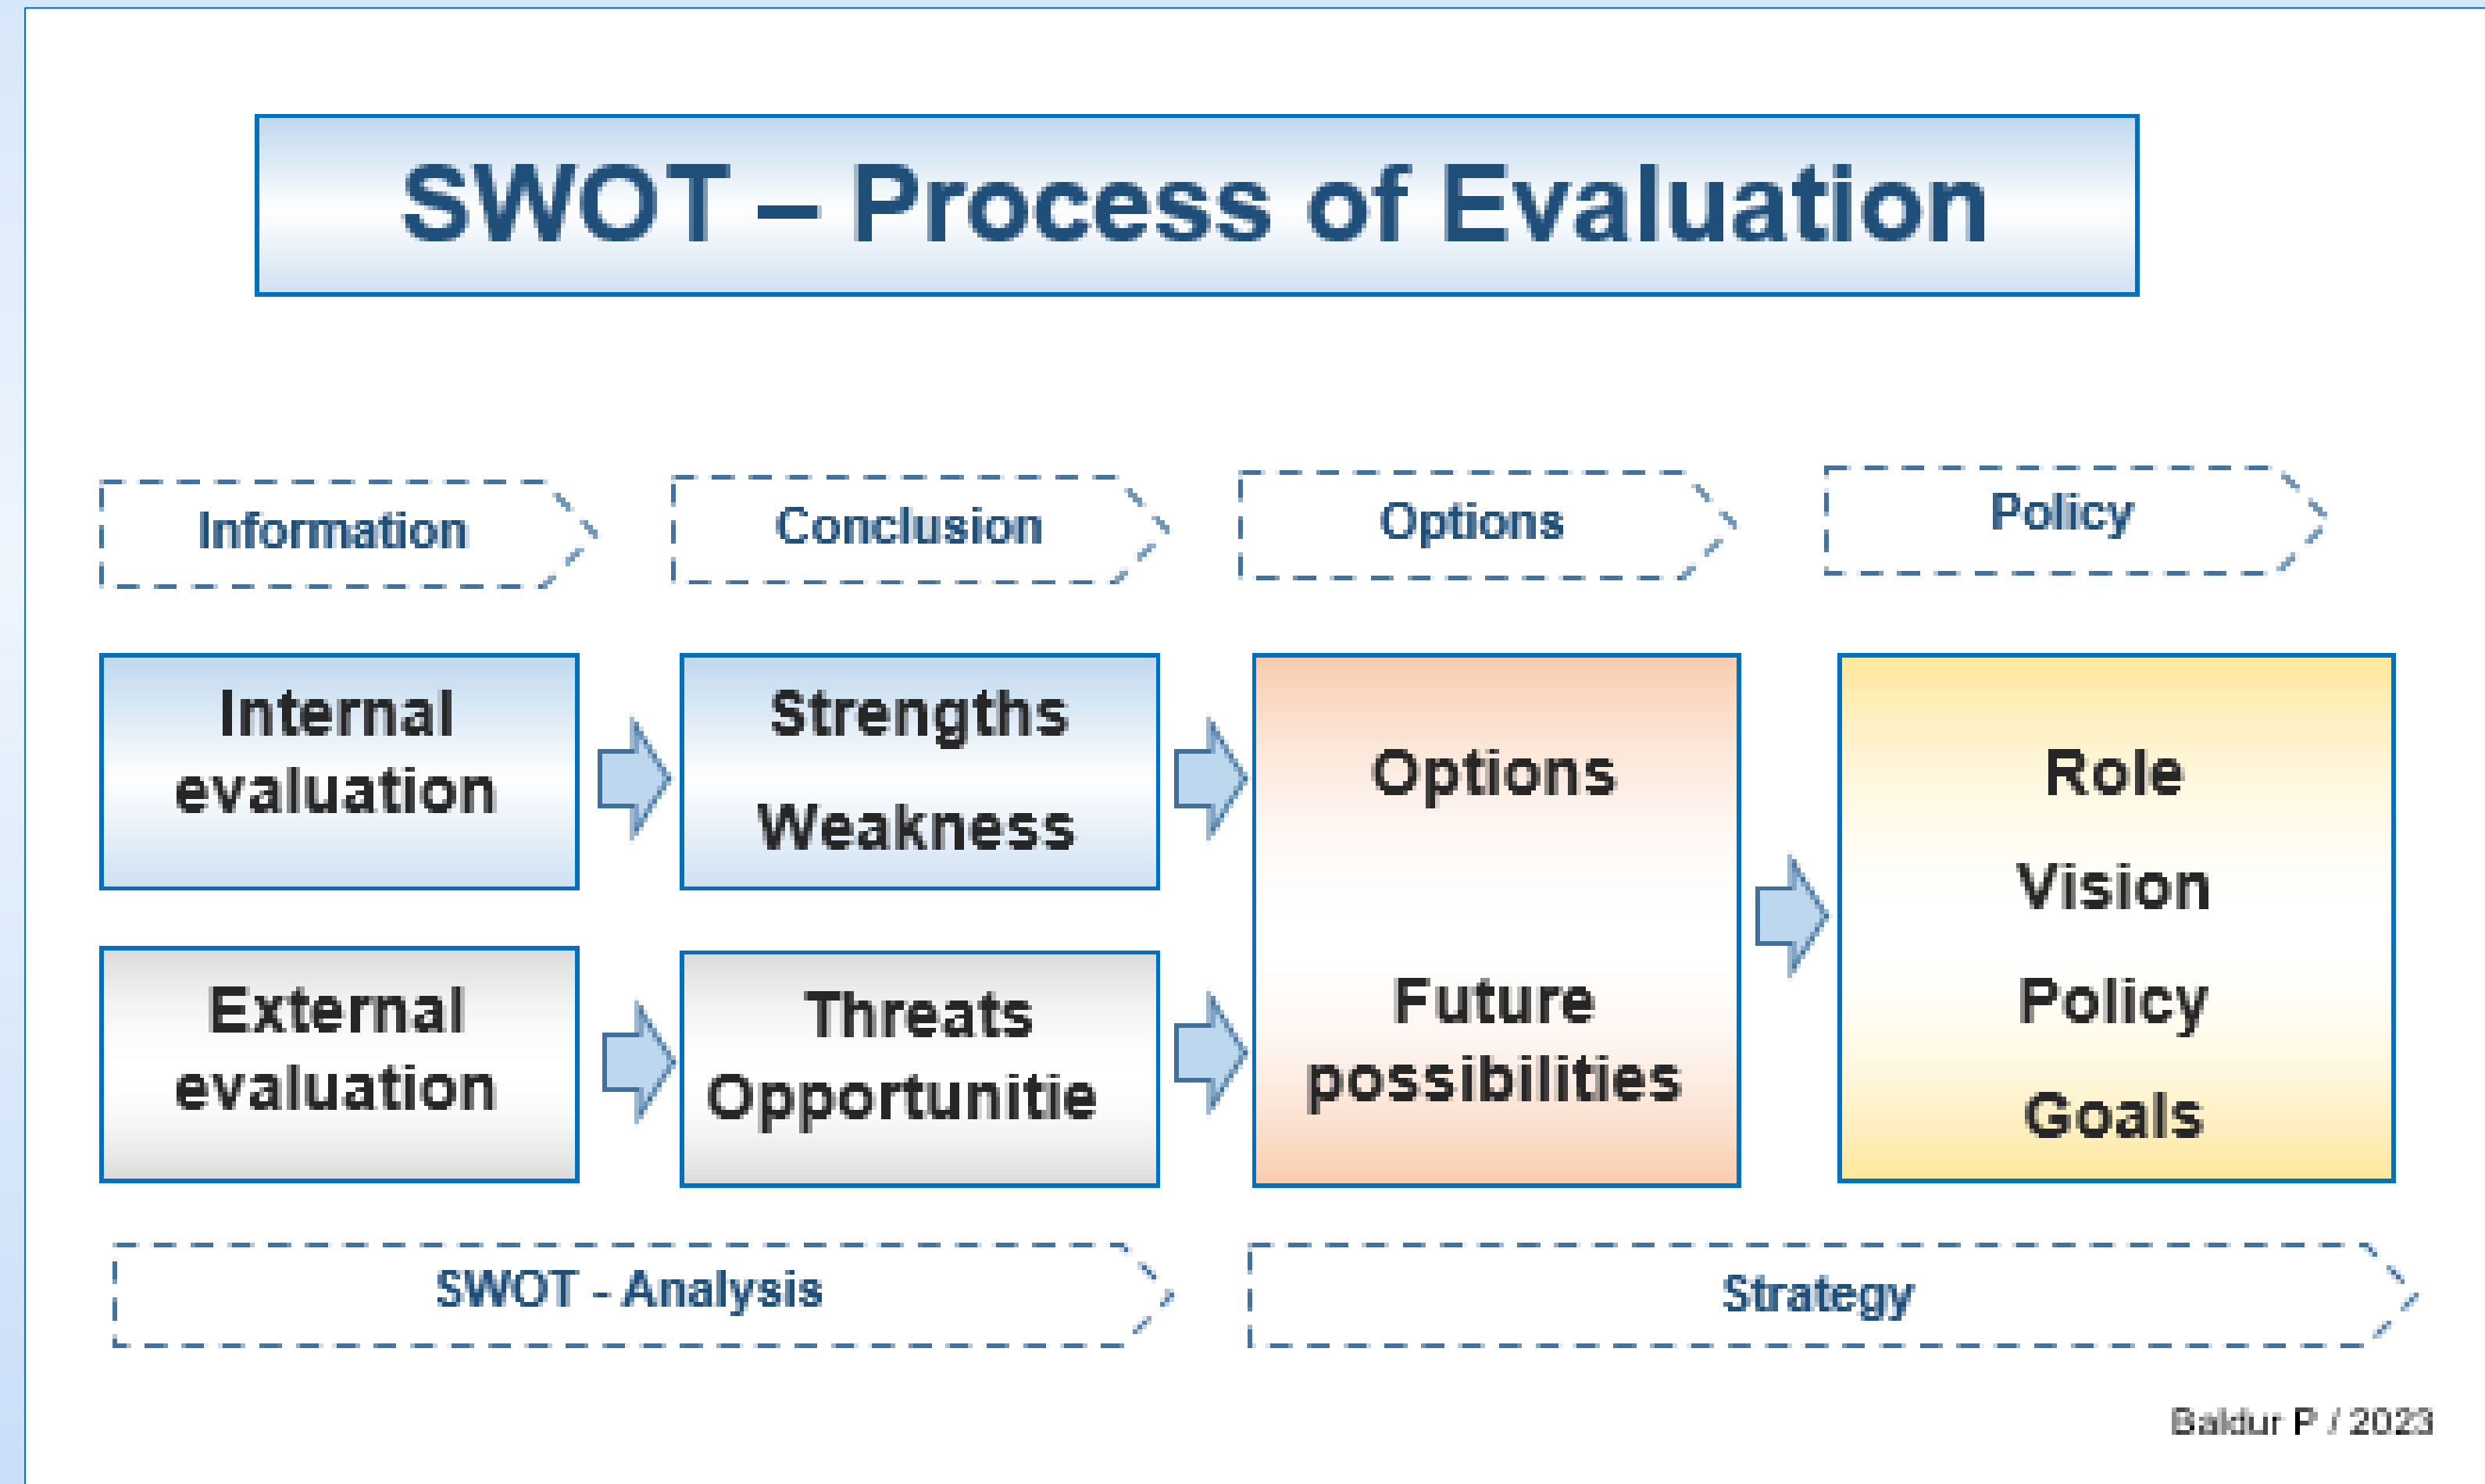 SWOT – Process of Evaluation
Information
Conclusion
Options
Policy
Internal
evaluation
Strengths
Weakness
Options
Future
possibilities
Role
Vision
Policy
Goals
External
evaluation
Threats
Opportunitie
SWOT - Analysis
Strategy
Baldur P / 2023